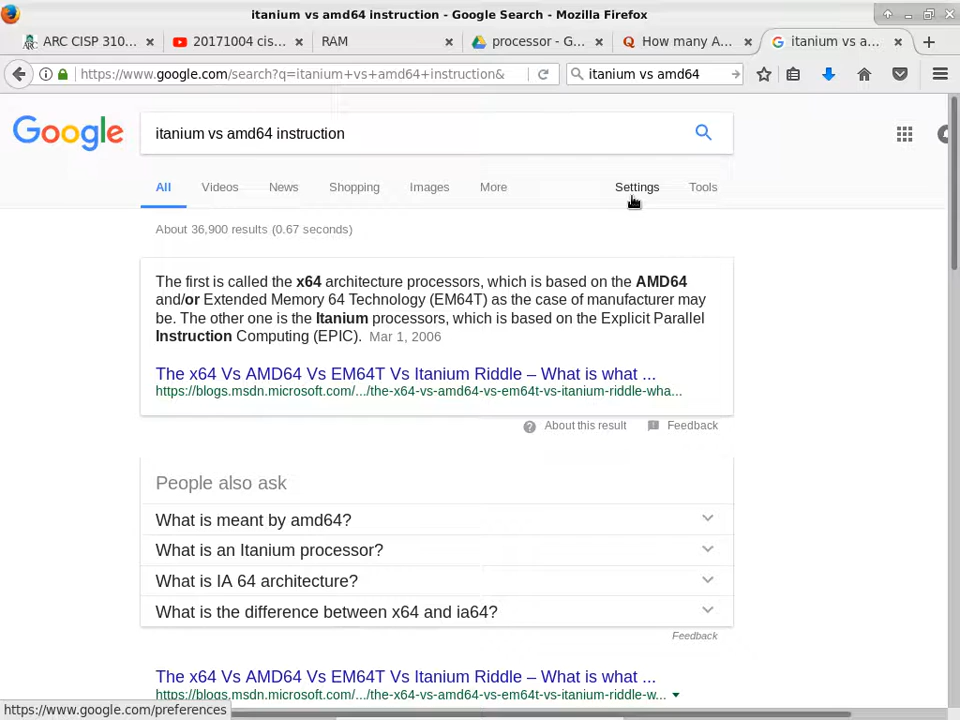 itanium vs amd64 instruction - Google Search - Mozilla Firefox
ARC CISP 310...
20171004 cis...
RAM
processor - G...
How many A...
itanium vs a...
https://www.google.com/search?q=itanium+vs+amd64+instruction&
itanium vs amd64
Google
itanium vs amd64 instruction
All
Videos
News
Shopping
Images
More
Settings
Tools
About 36,900 results (0.67 seconds)
The first is called the x64 architecture processors, which is based on the AMD64
and/or Extended Memory 64 Technology (EM64T) as the case of manufacturer may
be. The other one is the Itanium processors, which is based on the Explicit Parallel
Instruction Computing (EPIC). Mar 1, 2006
The x64 Vs AMD64 Vs EM64T Vs Itanium Riddle – What is what ...
https://blogs.msdn.microsoft.com/.../the-x64-vs-amd64-vs-em64t-vs-itanium-riddle-wha...
About this result
Feedback
People also ask
What is meant by amd64?
What is an Itanium processor?
What is IA 64 architecture?
What is the difference between x64 and ia64?
Feedback
The x64 Vs AMD64 Vs EM64T Vs Itanium Riddle – What is what ...
https://blogs.msdn.microsoft.com/.../the-x64-vs-amd64-vs-em64t-vs-itanium-riddle-w...
https://www.google.com/preferences